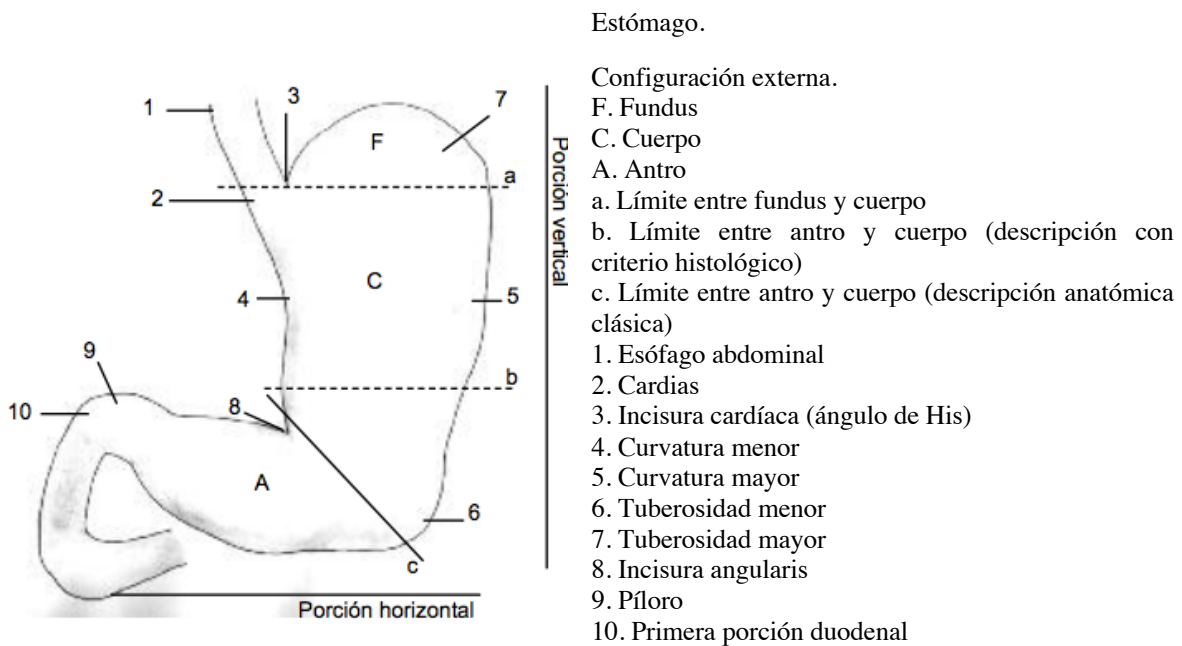 Estómago.
Configuración externa.
F. Fundus
C. Cuerpo
A. Antro
a. Límite entre fundus y cuerpo
b. Límite entre antro y cuerpo (descripción con
criterio histológico)
c. Límite entre antro y cuerpo (descripción anatómica
clásica)
1. Esófago abdominal
2. Cardias
3. Incisura cardíaca (ángulo de His)
4. Curvatura menor
5. Curvatura mayor
6. Tuberosidad menor
7. Tuberosidad mayor
8. Incisura angularis
9. Píloro
10. Primera porción duodenal
1
3
7
F
a
2
Porción vertical
C
4
5
9
b
10
8
A
6
c
Porción horizontal